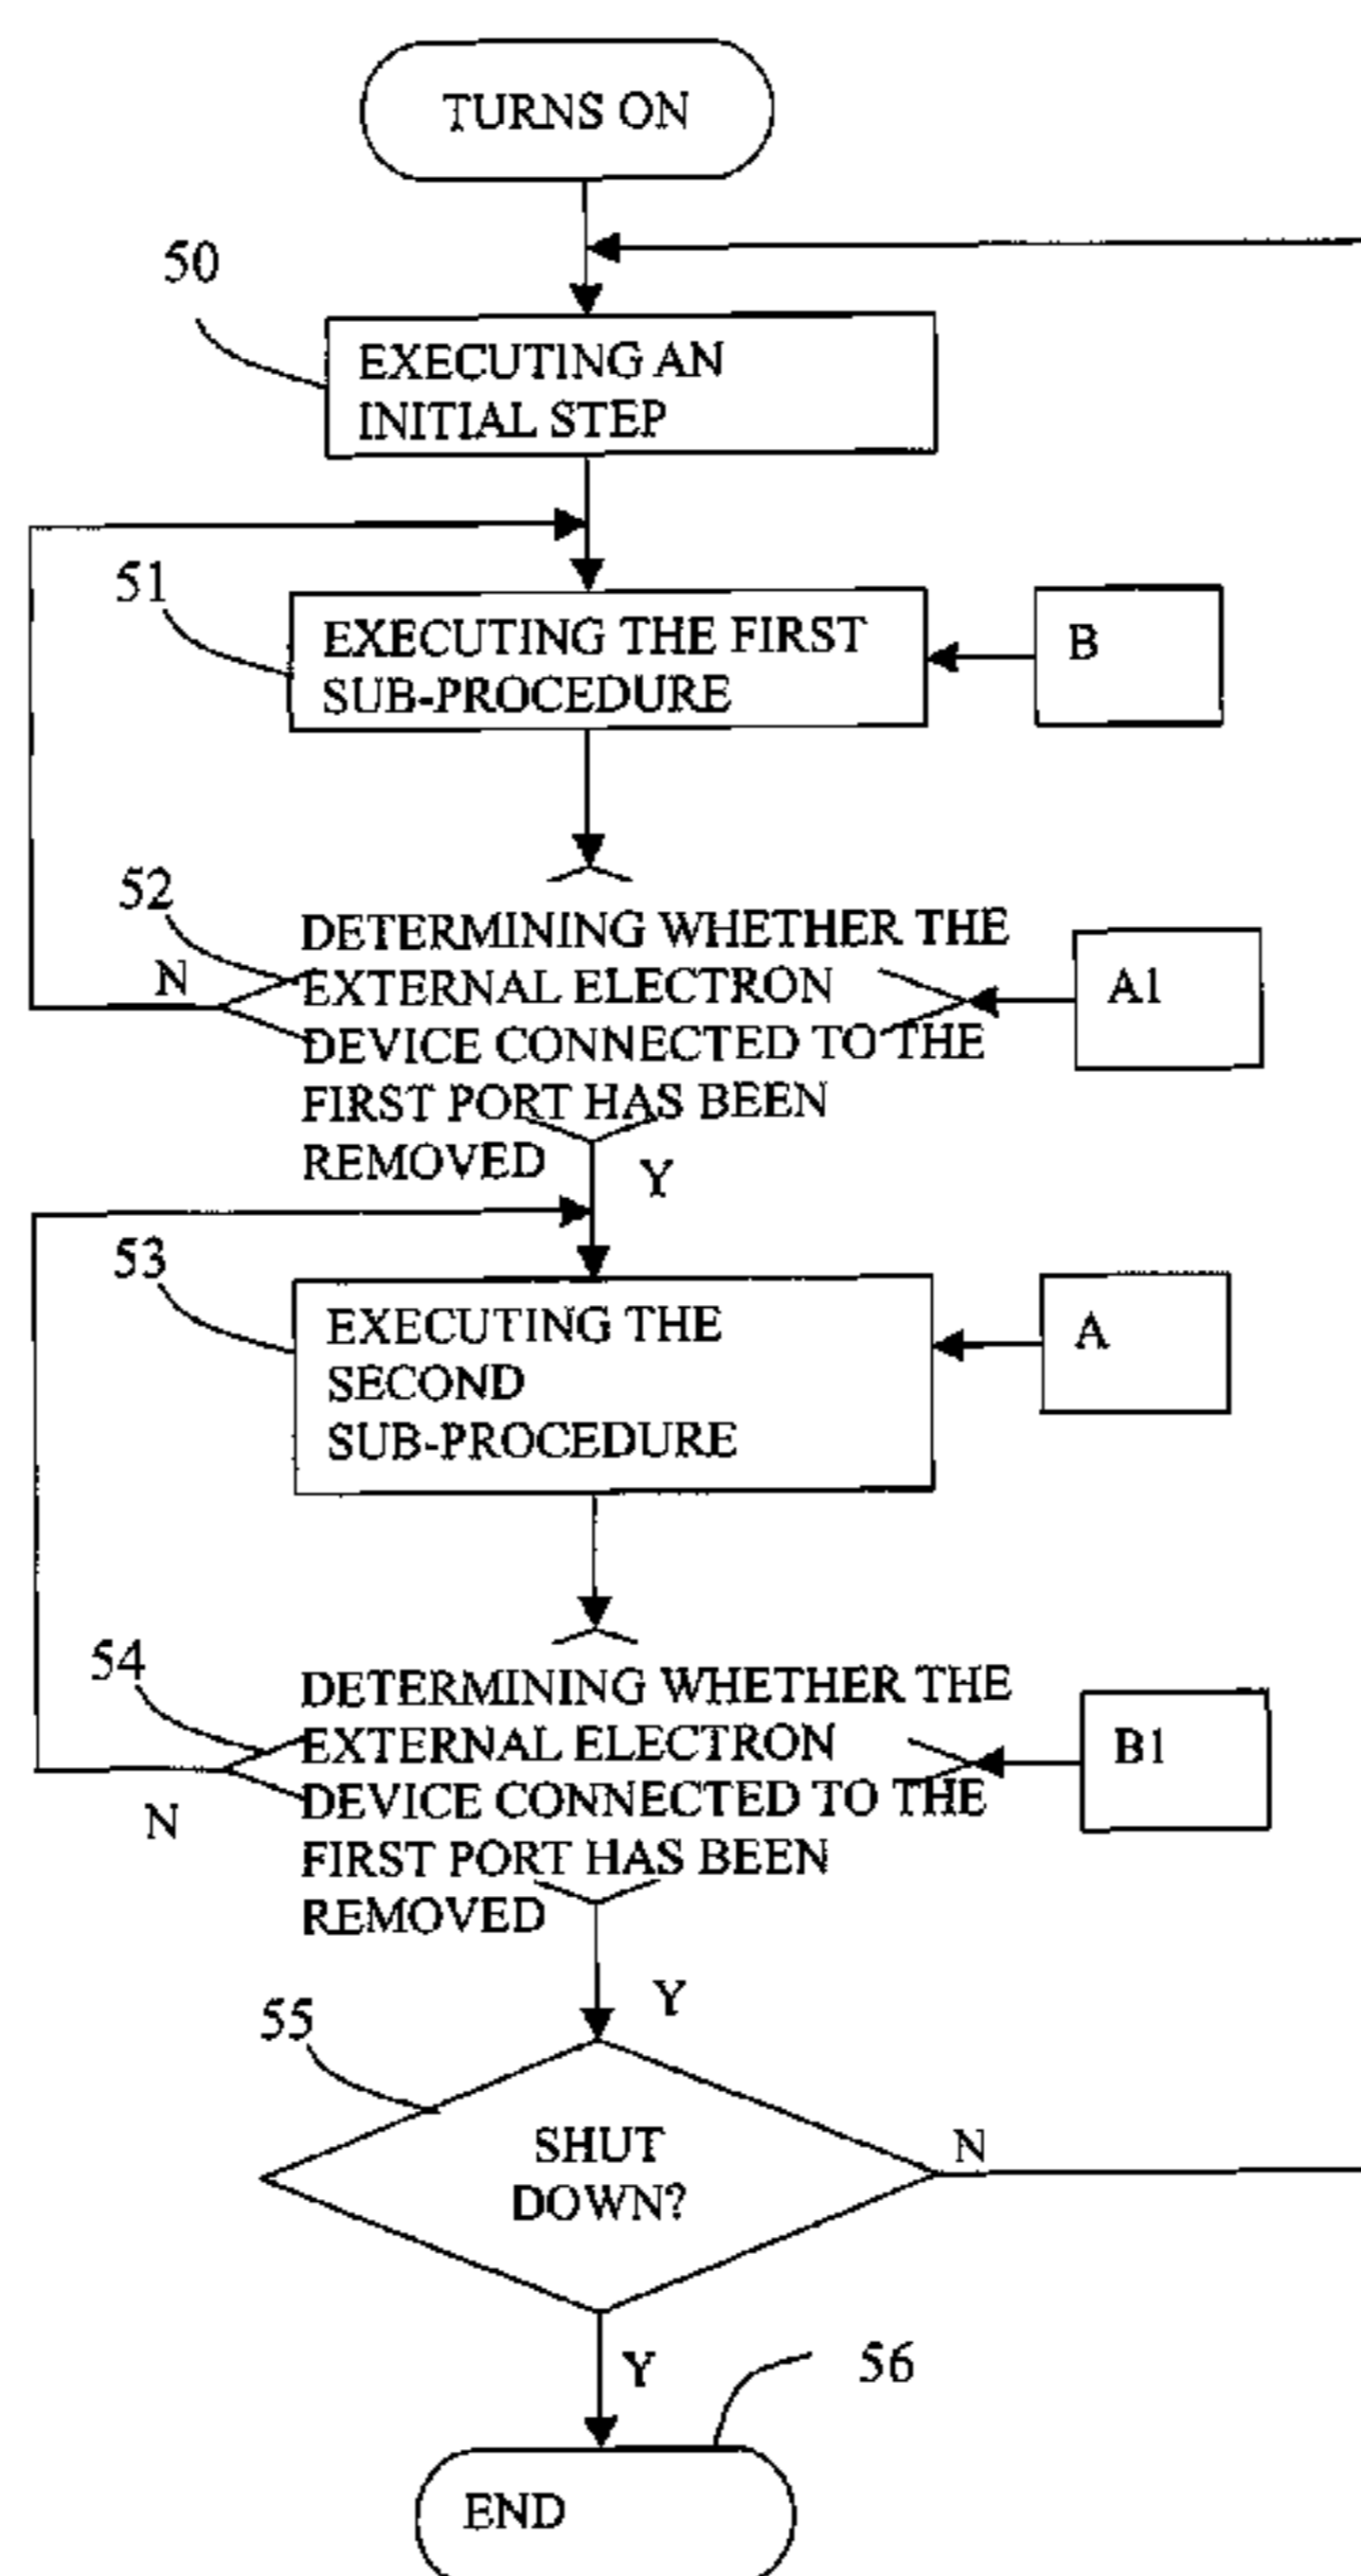 TURNS ON
50
EXECUTING AN
INITIAL STEP
51
EXECUTING THE FIRST
SUB-PROCEDURE
B
52
N
DETERMINING WHETHER THE
EXTERNAL ELECTRON
DEVICE CONNECTED TO THE
FIRST PORT HAS BEEN
REMOVED
A1
Y
53
EXECUTING THE
SECOND
SUB-PROCEDURE
A
54
N
DETERMINING WHETHER THE
EXTERNAL ELECTRON
DEVICE CONNECTED TO THE
FIRST PORT HAS BEEN
REMOVED
B1
Y
55
SHUT
DOWN?
N
Y
56
END